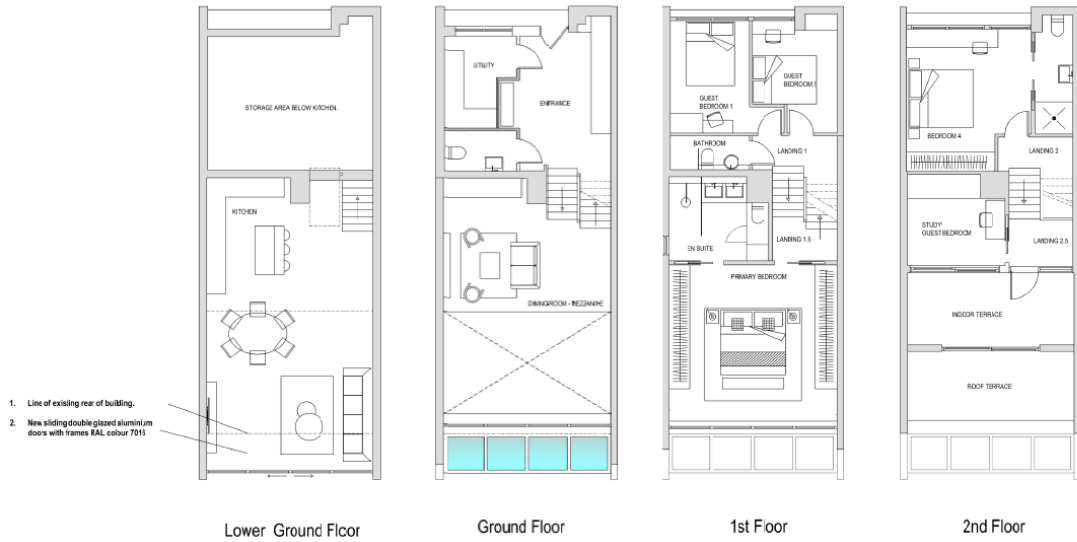 STORAGE AREA BELOW KITCHEN.
KITCHEN
1. Line of existing rear of building.
2. New sliding double glazed aluminium
doors with frames RAL colour 7016
Lower Ground Floor
UTILITY
ENTRANCE
DININGROOM - MEZZANINE
Ground Floor
GUEST
BEDROOM 1
GUEST
BEDROOM
BATHROOM
LANDING 1
EN SUITE
LANDING 1.5
PRIMARY BEDROOM
1st Floor
BEDROOM 4
LANDING 2
STUDY/
GUEST BEDROOM
LANDING 2.5
INDOOR TERRACE
ROOF TERRACE
2nd Floor